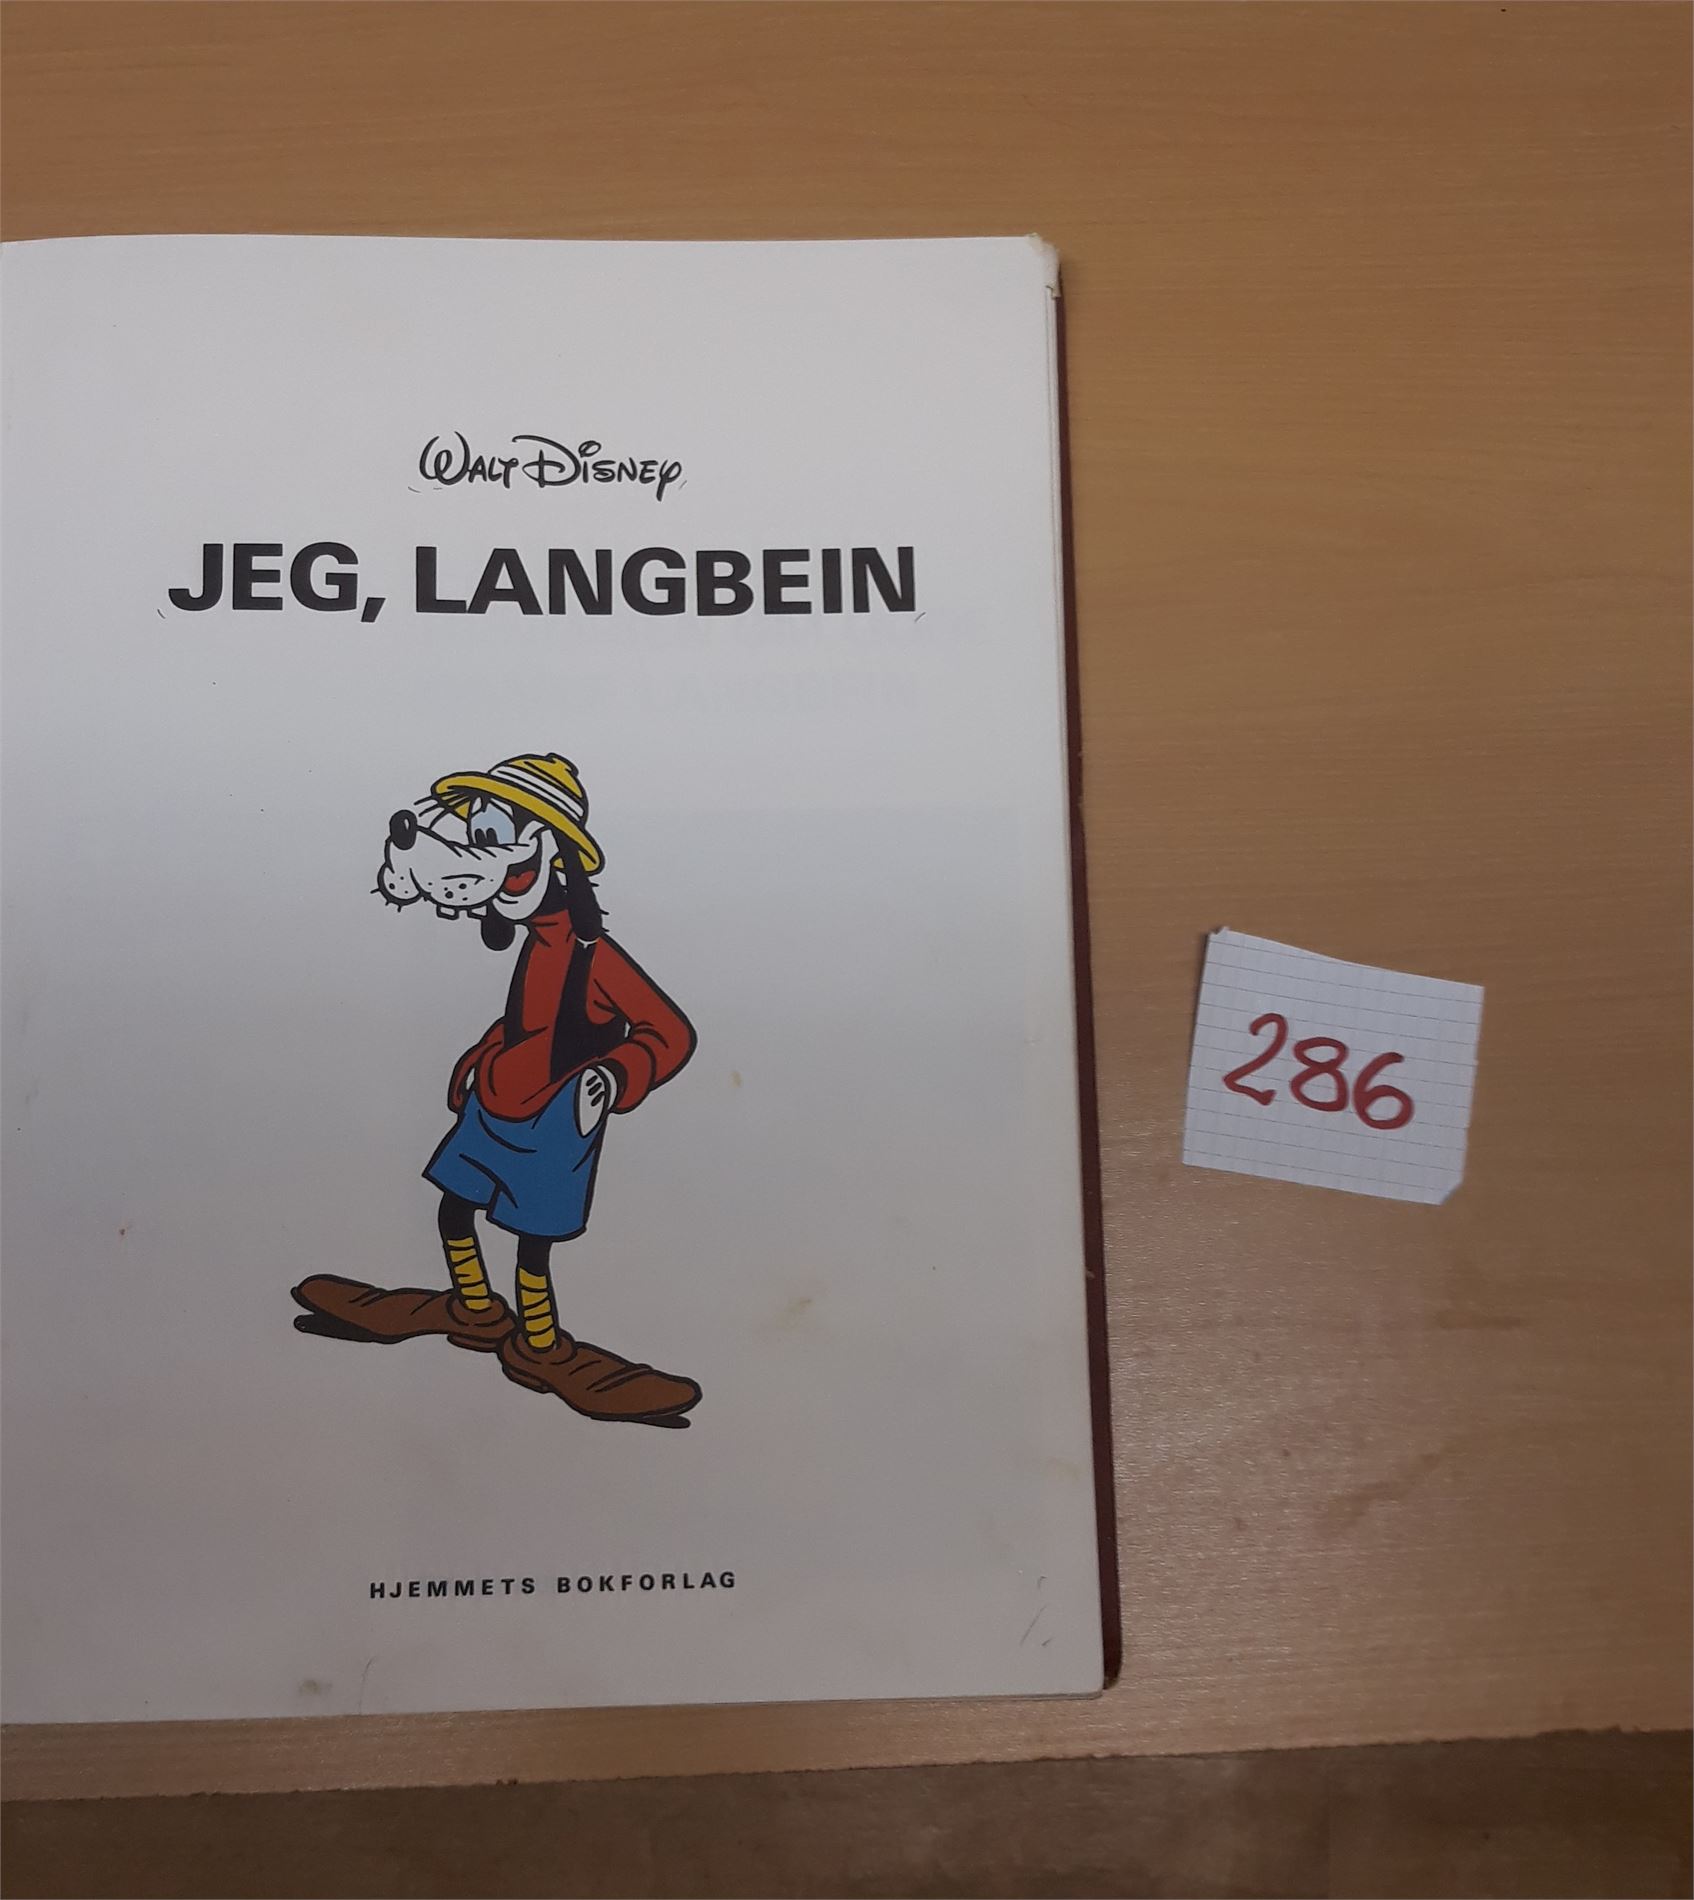 WALT DISNEY
JEG, LANGBEIN
HJEMMETS BOKFORLAG
286